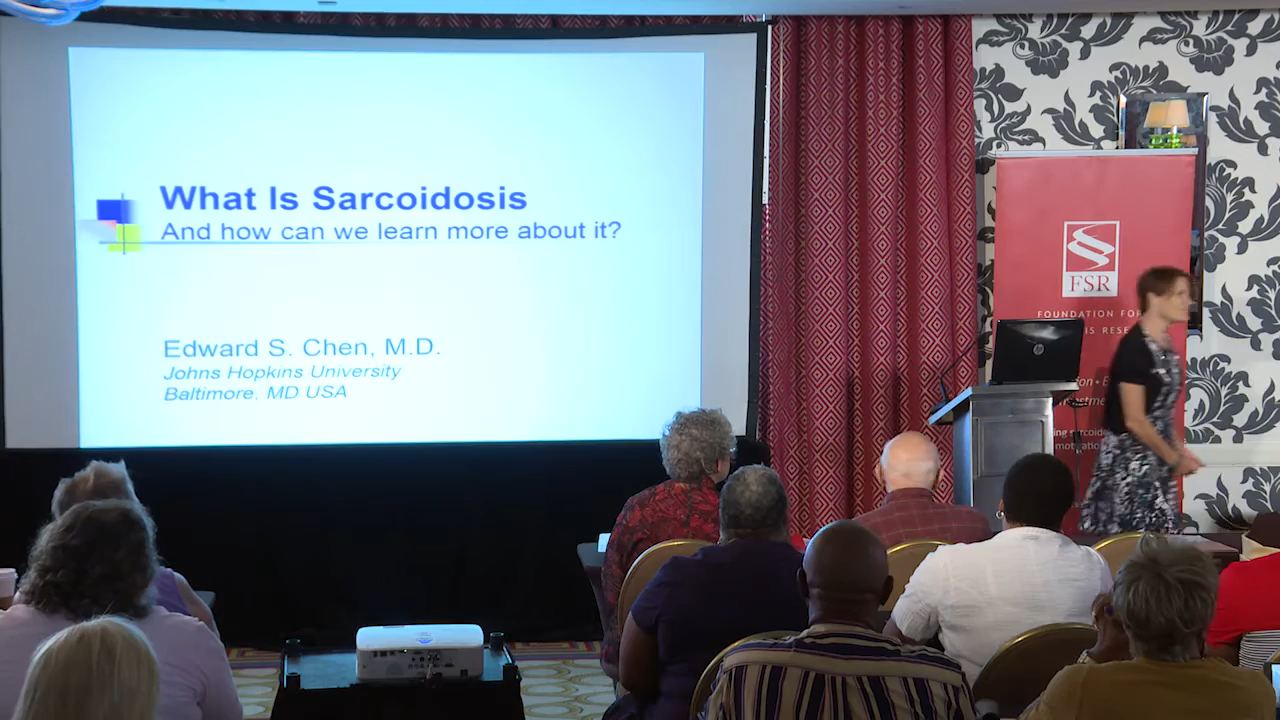 What Is Sarcoidosis
And how can we learn more about it?
Edward S. Chen, M.D.
Johns Hopkins University
Baltimore, MD USA
FSR
FOUNDATION FOR
hp